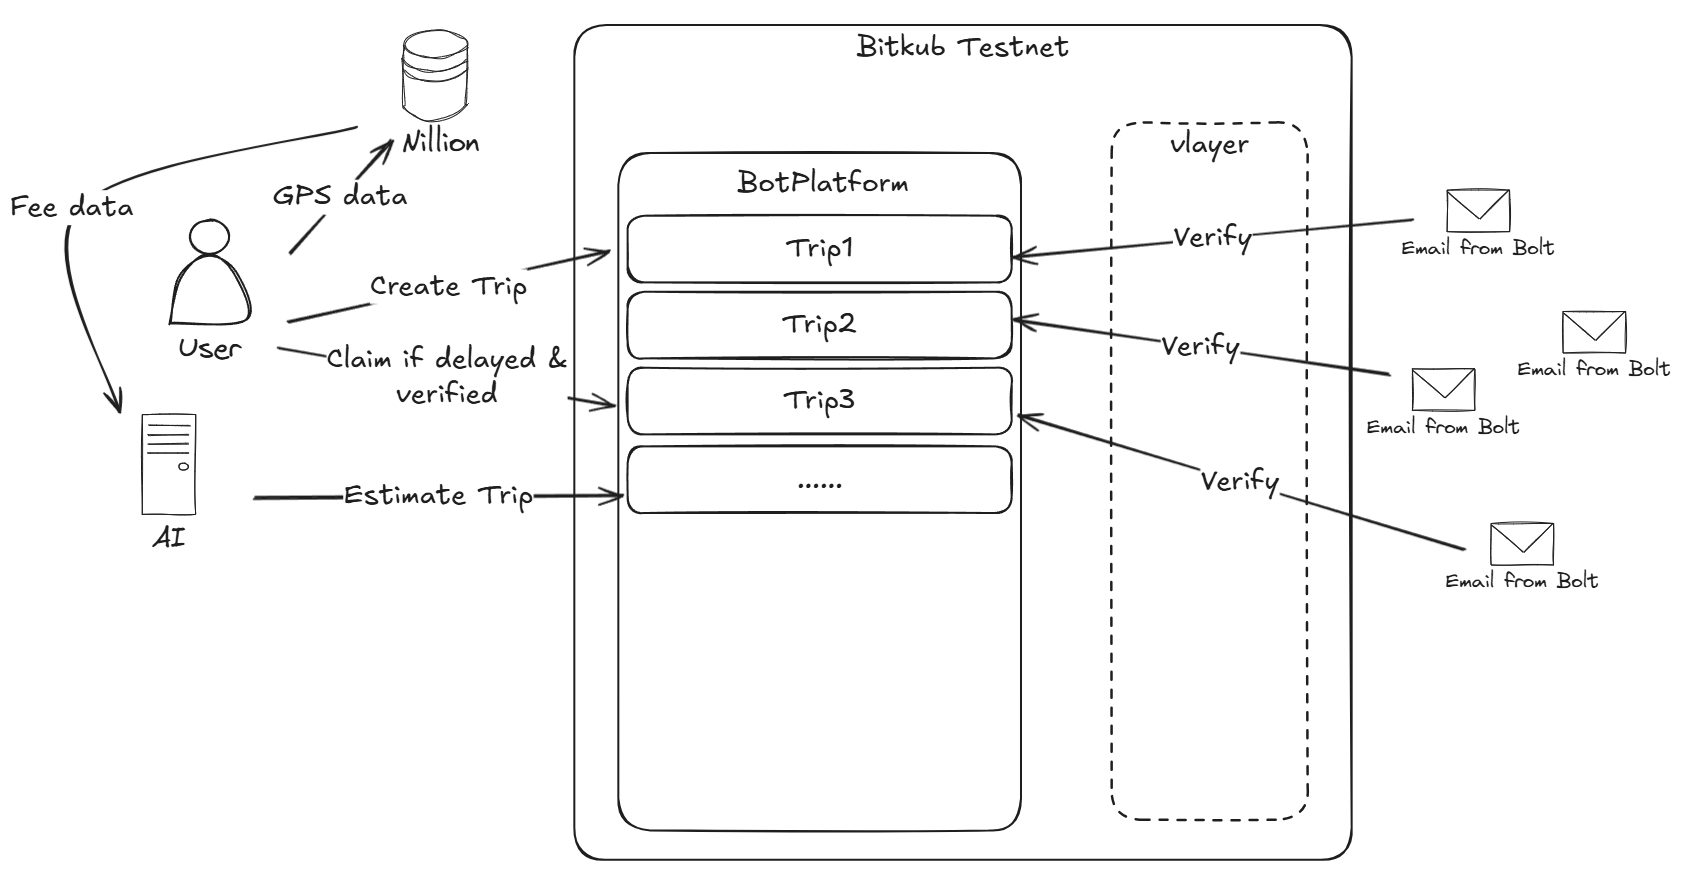 Bitkub Testnet
Nillion
vlayer
Fee data
GPS data
BotPlatform
Trip1
Verify
Email from Bolt
Create Trip
User
Trip2
Verify
Email from Bolt
Claim if delayed &
verified
Trip3
Email from Bolt
Estimate Trip
......
Verify
AI
Email from Bolt